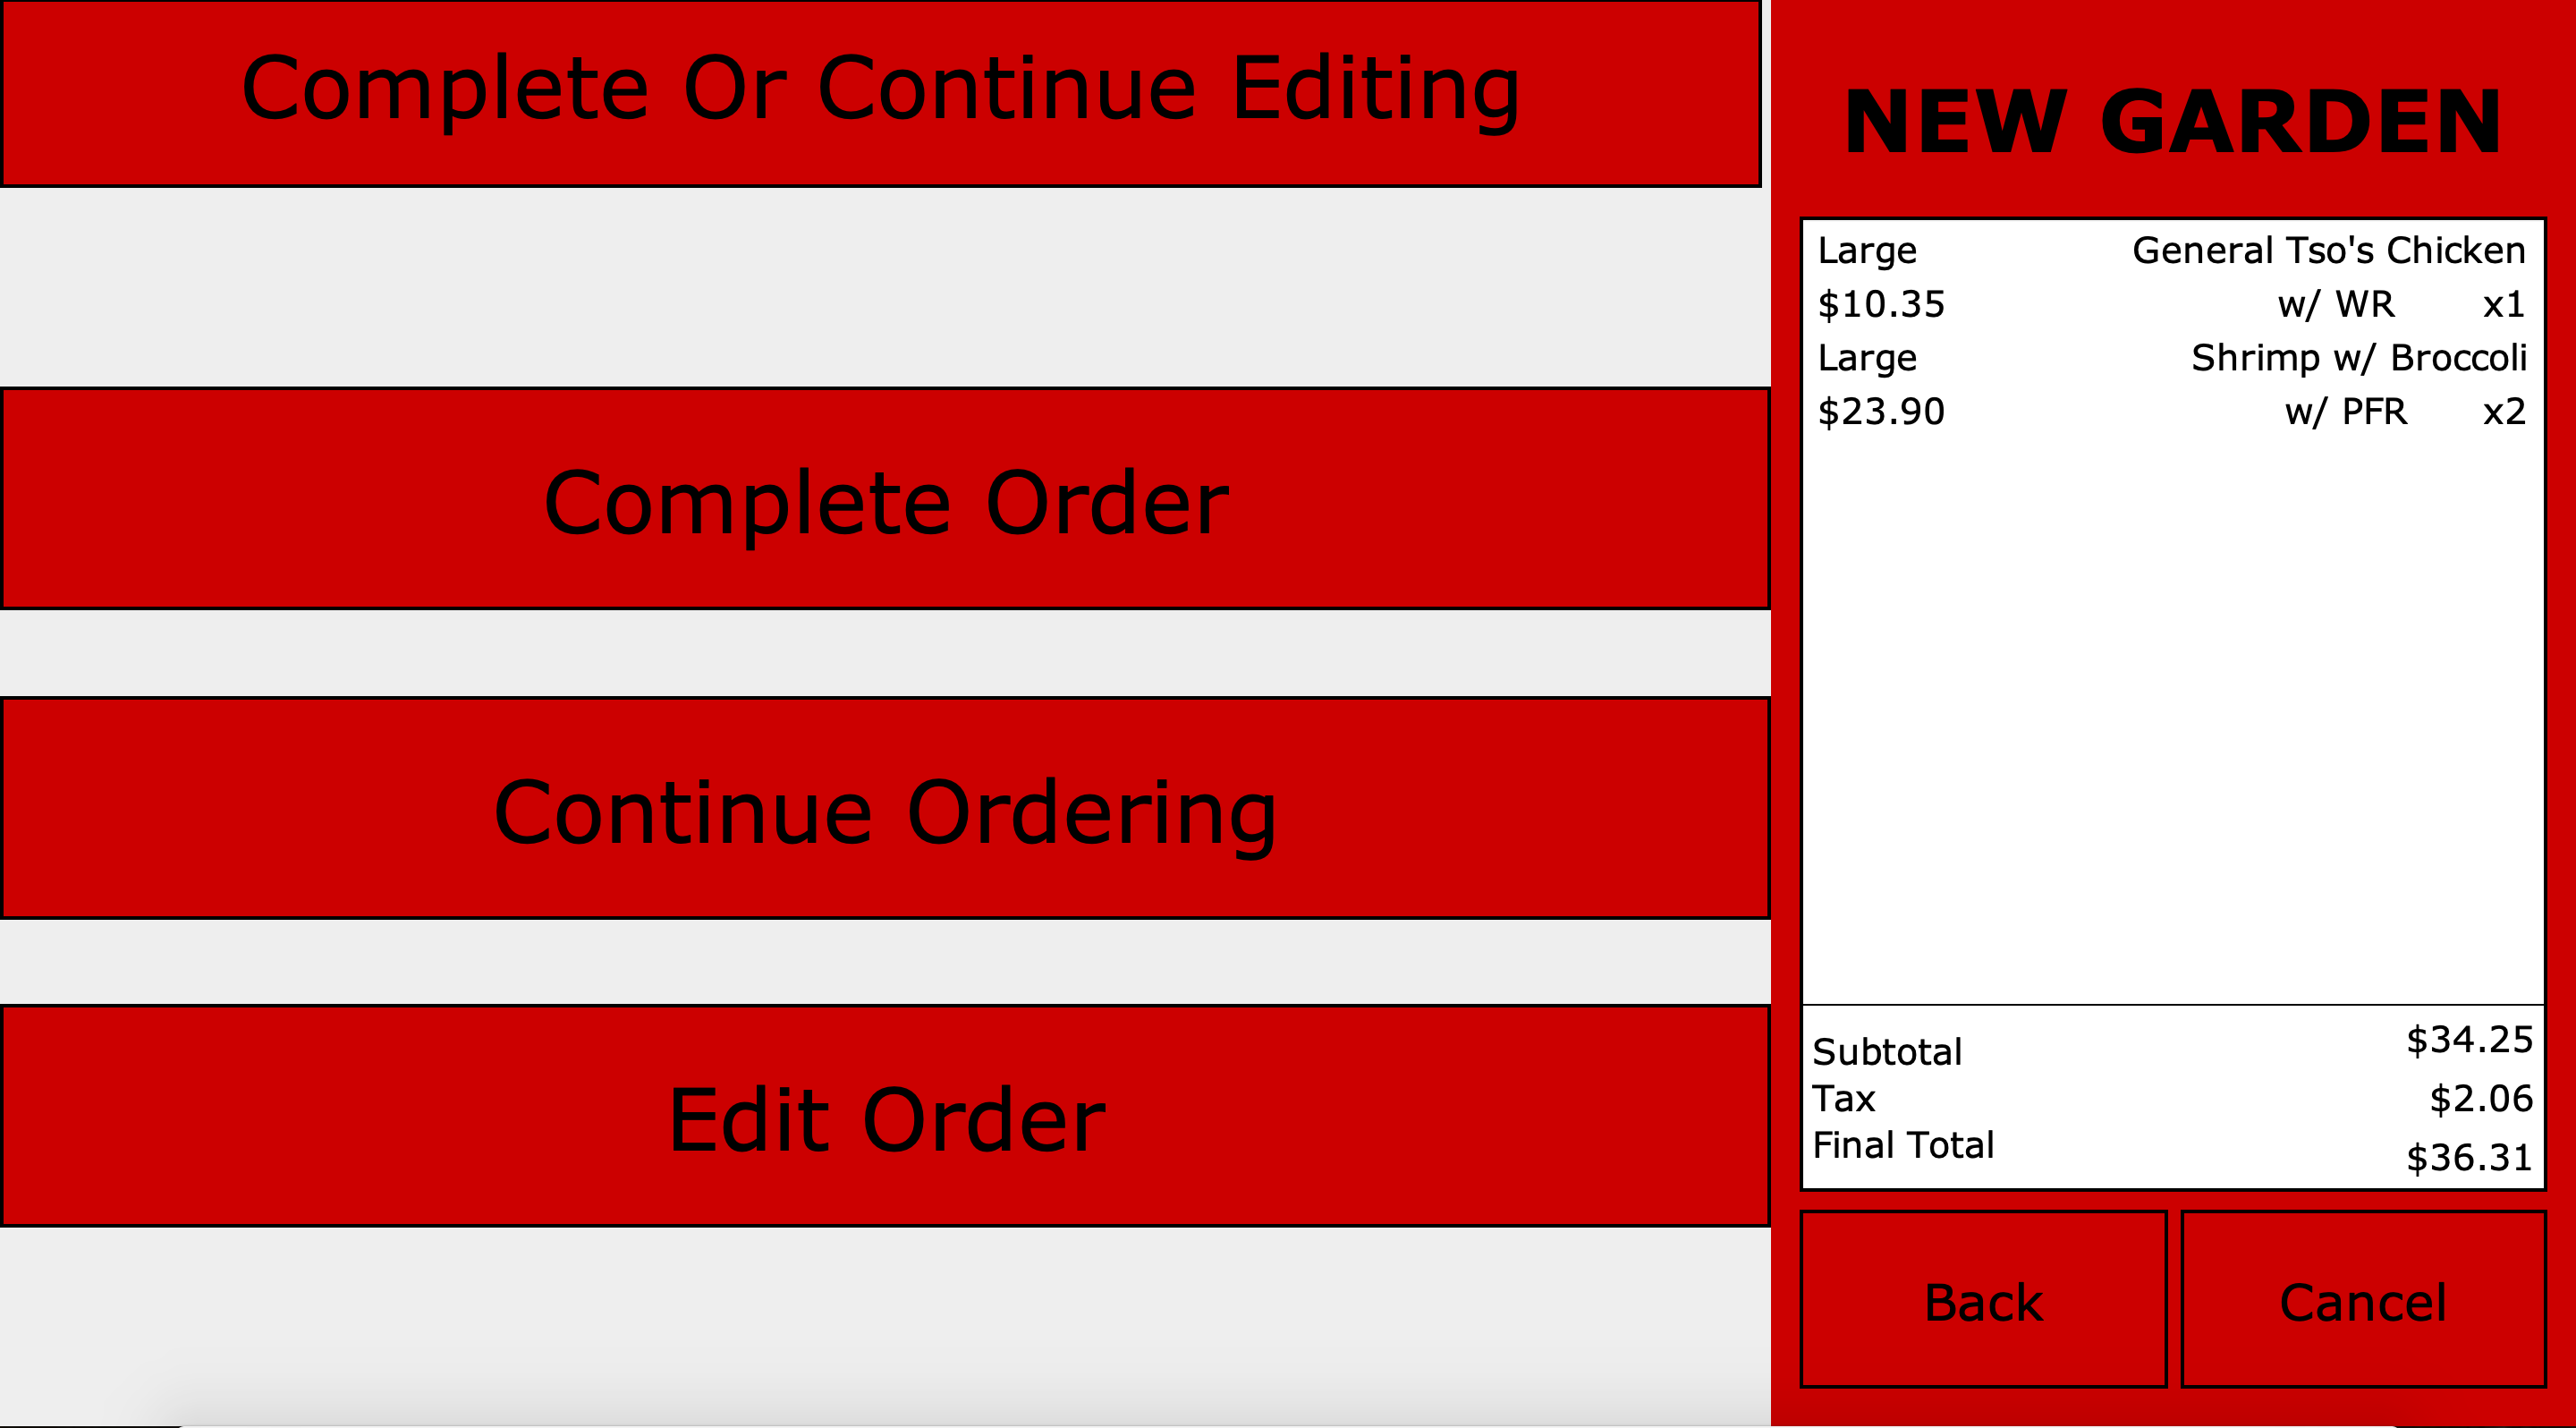 Complete Or Continue Editing
Complete Order
Continue Ordering
Edit Order
NEW GARDEN
Large General Tso's Chicken
$10.35 w/ WR x1
Large Shrimp w/ Broccoli
$23.90 w/ PFR x2
Subtotal $34.25
Tax $2.06
Final Total $36.31
Back Cancel